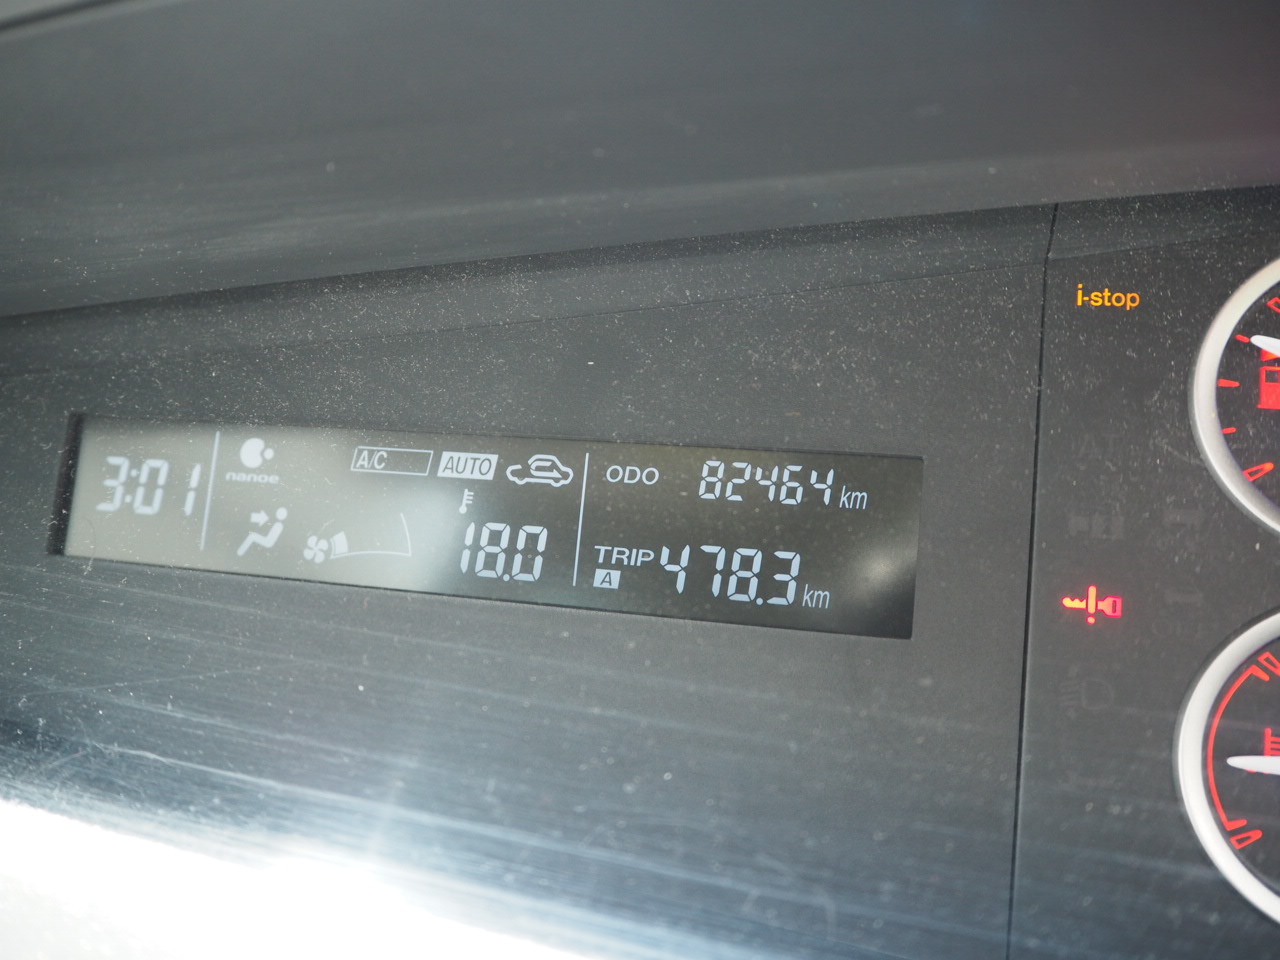 i-stop
3:01
nanoe
A/C
AUTO
18.0
ODO 82464 km
TRIP A 478.3 km